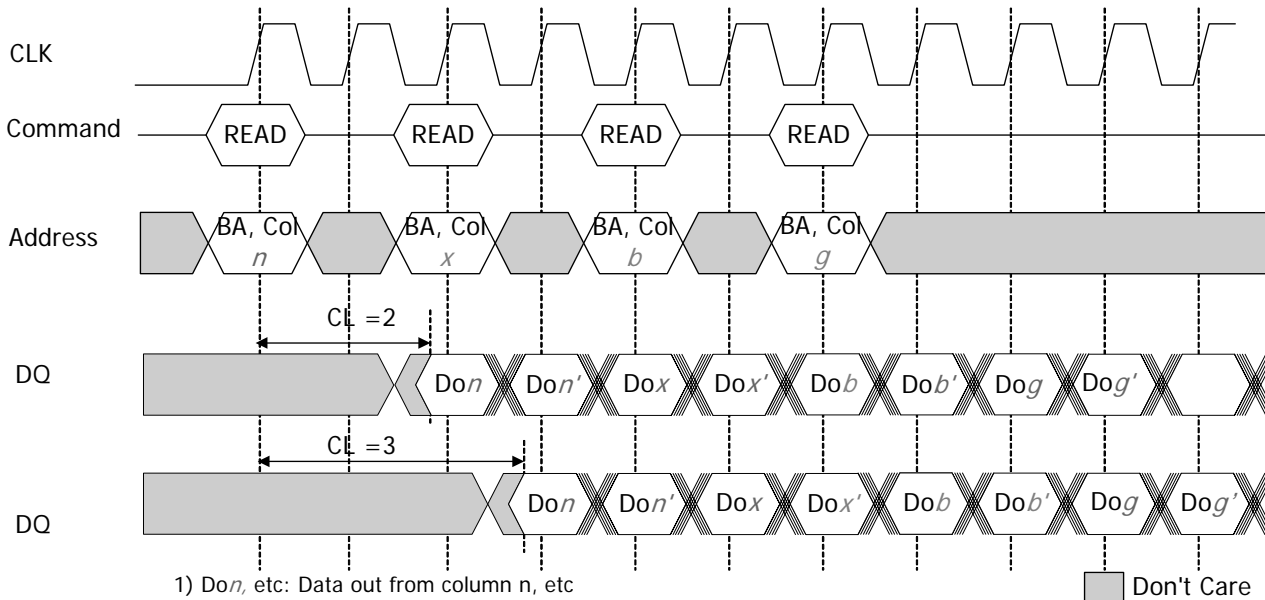 CLK
Command READ READ READ READ
Address BA, Col n BA, Col x BA, Col b BA, Col g
CL =2
DQ Don Don' Dox Dox' Dob Dob' Dog Dog'
CL =3
DQ Don Don' Dox Dox' Dob Dob' Dog Dog'
1) Don, etc: Data out from column n, etc
Don't Care